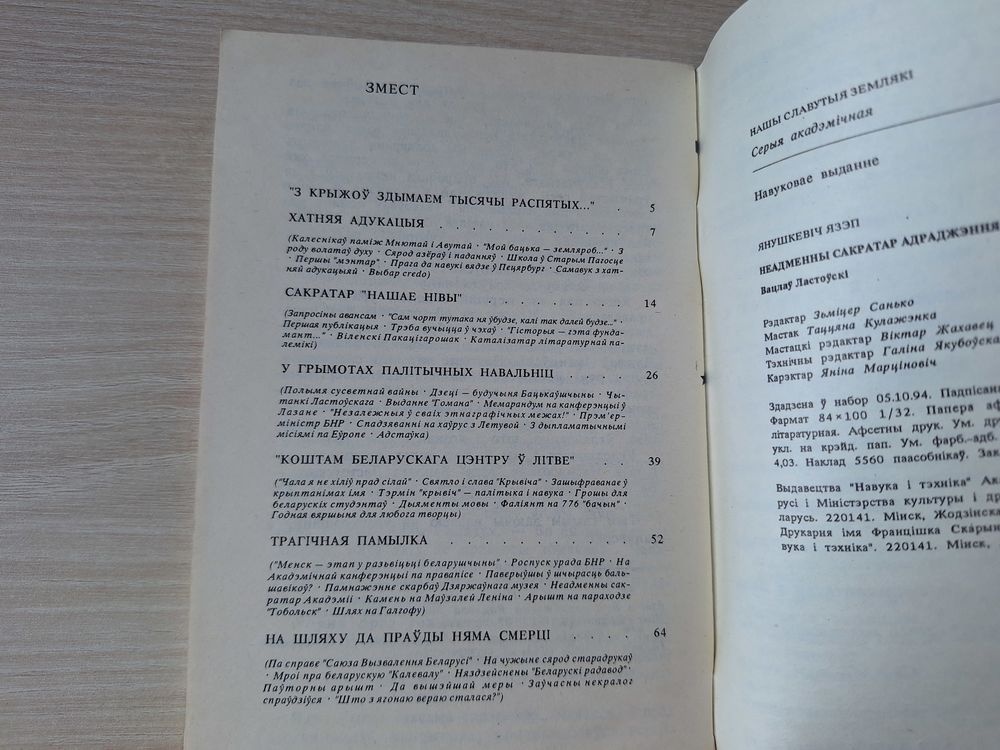 ЗМЕСТ
"З КРЫЖОЎ ЗДЫМАЕМ ТЫСЯЧЫ РАСПЯТЫХ..." . 5
ХАТНЯЯ АДУКАЦЫЯ . . . . . . . . . . . 7
(Калеснікаў паміж Мнютай і Авутай · "Мой бацька — земляроб..." · З
роду волатаў духу · Сярод азёраў і паданняў · Школа ў Старым Пагосце
· Першы "мэнтар" · Прага да навукі вядзе ў Пецярбург · Самавук з хат-
няй адукацыяй · Выбар credo)
САКРАТАР "НАШАЕ НІВЫ" . . . . . . . . 14
(Запросіны авансам · "Сам чорт тутака ня ўбудзе, калі так далей будзе..." ·
Першая публікацыя · Трэба вучыцца ў чэхаў · "Гісторыя — гэта фунда-
мант..." · Віленскі Пакацігарошак · Каталізатар літаратурнай па-
лемікі)
У ГРЫМОТАХ ПАЛІТЫЧНЫХ НАВАЛЬНІЦ . . . . 26
(Полымя сусветнай вайны · Дзеці — будучыня Бацькаўшчыны · Чы-
танкі Ластоўскага · Выданне "Гомана" · Мемарандум на канферэнцыі ў
Лазане · "Незалежныя ў сваіх этнаграфічных межах!" · Прэм'ер-
міністр БНР · Спадзяванні на хаўрус з Летувой · З дыпламатычнымі
місіямі па Еўропе · Адстаўка)
"КОШТАМ БЕЛАРУСКАГА ЦЭНТРУ Ў ЛІТВЕ" . . 39
("Чала я не хіліў прад сілай" · Святло і слава "Крывіча" · Зашыфраванае ў
крыптанімах імя · Тэрмін "крывіч" — палітыка і навука · Грошы для
беларускіх студэнтаў · Дыяменты мовы · Фаліянт на 776 "бачын" ·
Годная вяршыня для любога творцы)
ТРАГІЧНАЯ ПАМЫЛКА . . . . . . . . . 52
("Менск — этап у разьвіцьці беларушчыны" · Роспуск урада БНР · На
Акадэмічнай канферэнцыі па правапісе · Паверыўшы ў шчырасць баль-
шавікоў? · Памнажэнне скарбаў Дзяржаўнага музея · Неадменны сак-
ратар Акадэміі · Камень на Маўзалей Леніна · Арышт на параходзе
"Тобольск" · Шлях на Галгофу)
НА ШЛЯХУ ДА ПРАЎДЫ НЯМА СМЕРЦІ . . . . 64
(Па справе "Саюза Вызвалення Беларусі" · На чужыне сярод старадрукаў
· Мроі пра беларускую "Калевалу" · Няздзейснены "Беларускі радавод" ·
Паўторны арышт · Да вышэйшай меры · Заўчасны некралог
спраўдзіўся · "Што з ягонаю вераю сталася?")
НАШЫ СЛАВУТЫЯ ЗЕМЛЯКІ
Серыя акадэмічная
Навуковае выданне
ЯНУШКЕВІЧ ЯЗЭП
НЕАДМЕННЫ САКРАТАР АДРАДЖЭННЯ
Вацлаў Ластоўскі
Рэдактар Зьміцер Санько
Мастак Таццяна Кулажэнка
Мастацкі рэдактар Віктар Жахавец
Тэхнічны рэдактар Галіна Якубоўска
Карэктар Яніна Марціновіч
Здадзена ў набор 05.10.94. Падпісан
Фармат 84×100 1/32. Папера аф
літаратурная. Афсетны друк. Ум. др
укл. на крэйд. пап. Ум. фарб.-адб.
4,03. Наклад 5560 паасобнікаў. Зак
Выдавецтва "Навука і тэхніка" Ак
русі і Міністэрства культуры і др
ларусь. 220141. Мінск, Жодзінска
Друкарня імя Францішка Скарын
вука і тэхніка". 220141. Мінск,